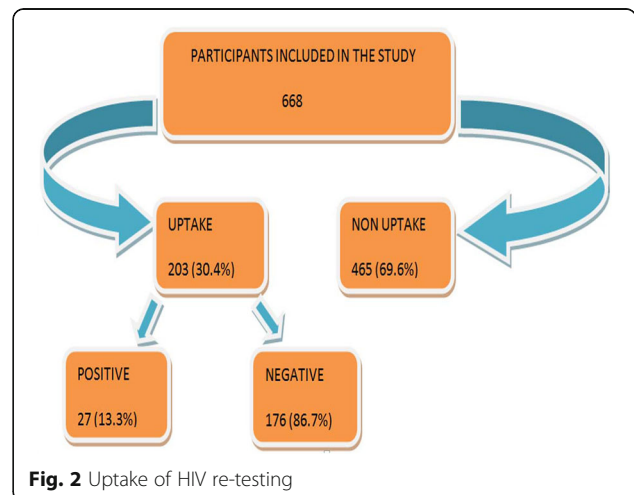 PARTICIPANTS INCLUDED IN THE STUDY
668
UPTAKE
203 (30.4%)
NON UPTAKE
465 (69.6%)
POSITIVE
27 (13.3%)
NEGATIVE
176 (86.7%)
Fig. 2 Uptake of HIV re-testing